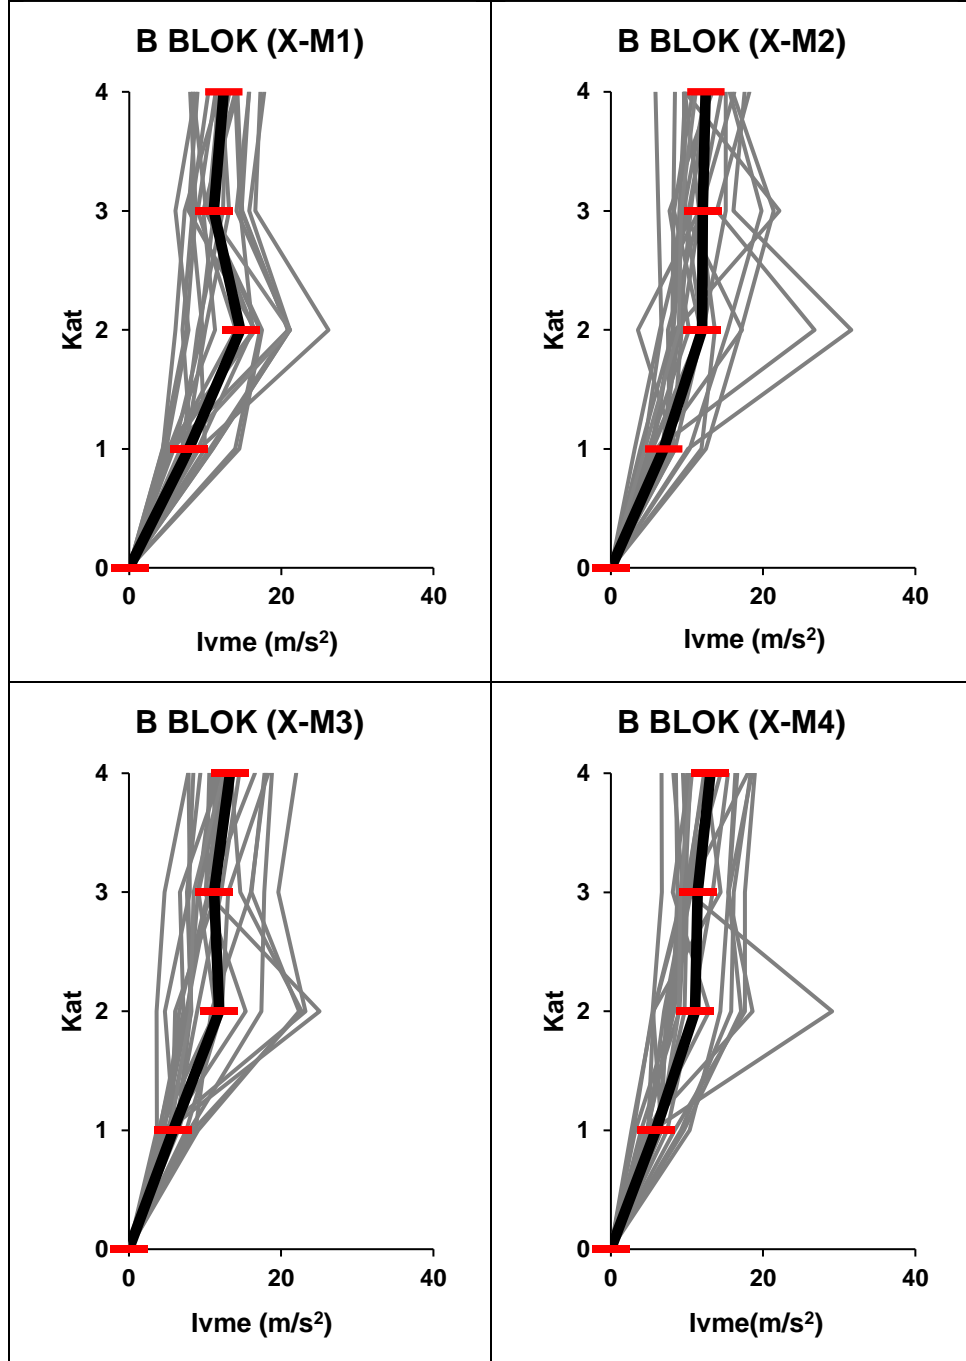 B BLOK (X-M1)
4
3
2
1
0
Kat
0 20 40
Ivme (m/s²)
B BLOK (X-M2)
4
3
2
1
0
Kat
0 20 40
Ivme (m/s²)
B BLOK (X-M3)
4
3
2
1
0
Kat
0 20 40
Ivme (m/s²)
B BLOK (X-M4)
4
3
2
1
0
Kat
0 20 40
Ivme(m/s²)